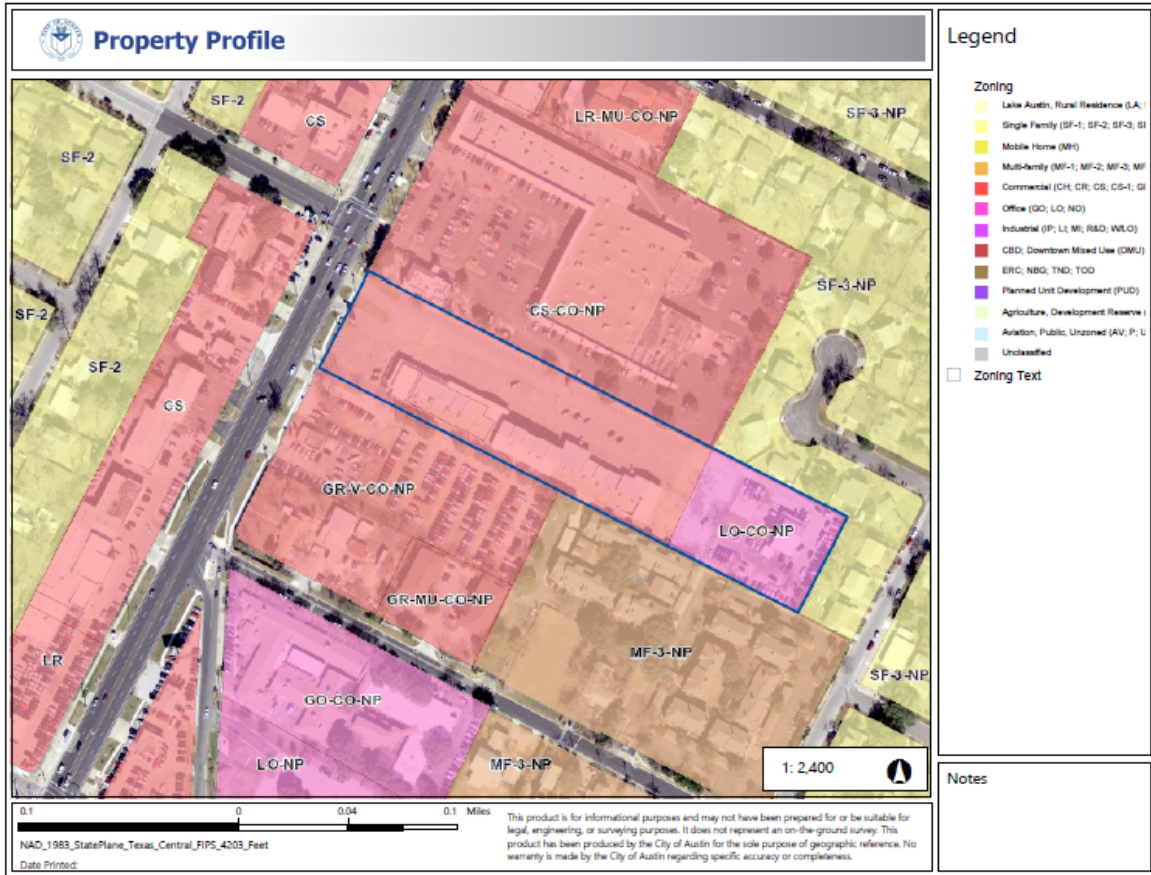 Property Profile
SF-2
CS
LR-MU-CO-NP
SF-3-NP
SF-2
SF-3-NP
CS-CO-NP
SF-2
SF-2
CS
GR-V-CO-NP
LO-CO-NP
GR-MU-CO-NP
MF-3-NP
LR
SF-3-NP
GO-CO-NP
LO-NP
MF-3-NP
1: 2,400
0.1 0 0.04 0.1 Miles
NAD_1983_StatePlane_Texas_Central_FIPS_4203_Feet
Date Printed:
This product is for informational purposes and may not have been prepared for or be suitable for
legal, engineering, or surveying purposes. It does not represent an on-the-ground survey. This
product has been produced by the City of Austin for the sole purpose of geographic reference. No
warranty is made by the City of Austin regarding specific accuracy or completeness.
Legend
Zoning
Lake Austin, Rural Residence (LA;
Single Family (SF-1; SF-2; SF-3;
Mobile Home (MH)
Multi-family (MF-1; MF-2; MF-3; MF
Commercial (CH; CR; CS; CS-1;
Office (GO; LO; NO)
Industrial (IP; LI; MI; R&D; W/LO)
CBD; Downtown Mixed Use (DMU)
ERC; NBG; TND; TOD
Planned Unit Development (PUD)
Agriculture, Development Reserve
Aviation, Public, Unzoned (AV; P;
Unclassified
Zoning Text
Notes